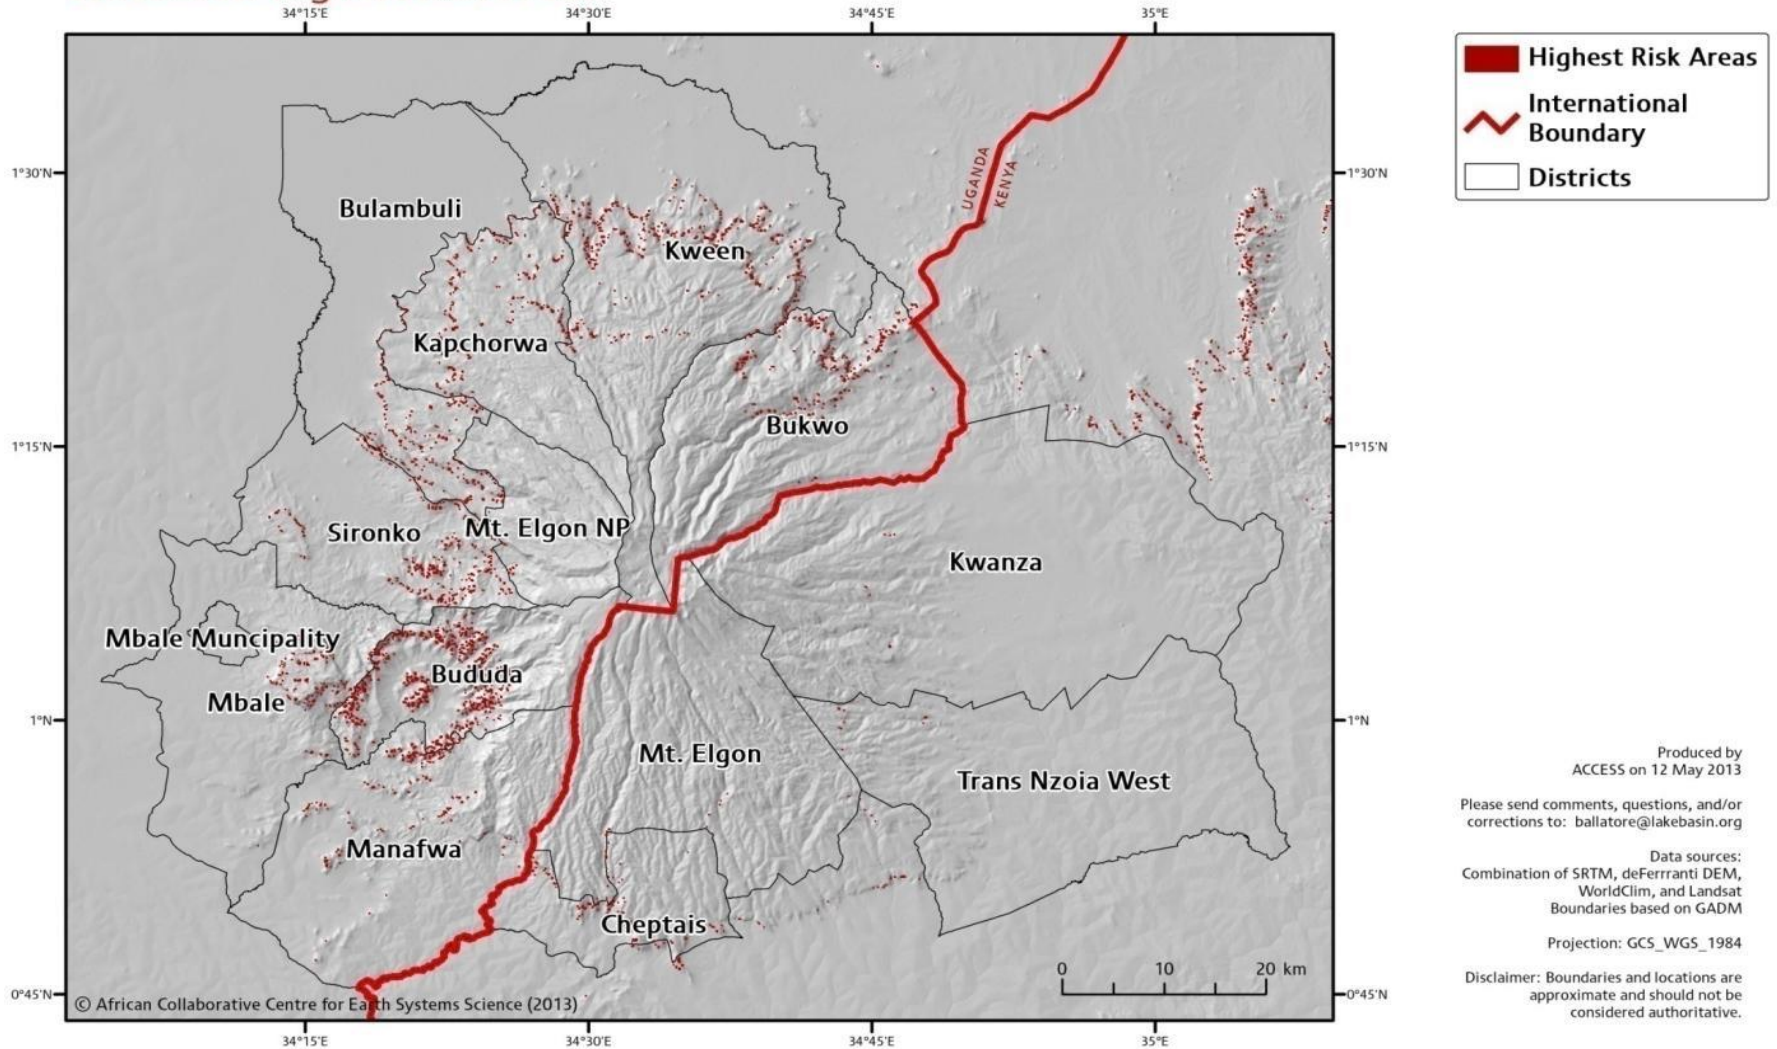 34°15'E
34°30'E
34°45'E
35°E
Highest Risk Areas
International
Boundary
Districts
1°30'N
1°30'N
UGANDA
KENYA
Bulambuli
Kween
Kapchorwa
Bukwo
1°15'N
1°15'N
Sironko
Mt. Elgon NP
Kwanza
Mbale Muncipality
Bududa
Mbale
1°N
1°N
Mt. Elgon
Trans Nzoia West
Manafwa
Cheptais
0 10 20 km
0°45'N
0°45'N
© African Collaborative Centre for Earth Systems Science (2013)
34°15'E
34°30'E
34°45'E
35°E
Produced by
ACCESS on 12 May 2013
Please send comments, questions, and/or
corrections to: ballatore@lakebasin.org
Data sources:
Combination of SRTM, deFerrranti DEM,
WorldClim, and Landsat
Boundaries based on GADM
Projection: GCS_WGS_1984
Disclaimer: Boundaries and locations are
approximate and should not be
considered authoritative.